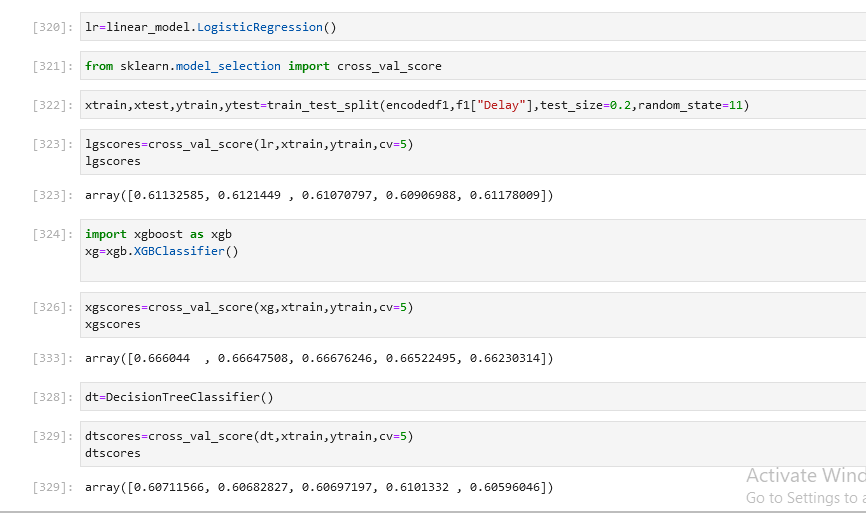 [320]: lr=linear_model.LogisticRegression()
[321]: from sklearn.model_selection import cross_val_score
[322]: xtrain,xtest,ytrain,ytest=train_test_split(encodedf1,f1["Delay"],test_size=0.2,random_state=11)
[323]: lgscores=cross_val_score(lr,xtrain,ytrain,cv=5)
lgscores
[323]: array([0.61132585, 0.6121449 , 0.61070797, 0.60906988, 0.61178009])
[324]: import xgboost as xgb
xg=xgb.XGBClassifier()
[326]: xgscores=cross_val_score(xg,xtrain,ytrain,cv=5)
xgscores
[333]: array([0.666044  , 0.66647508, 0.66676246, 0.66522495, 0.66230314])
[328]: dt=DecisionTreeClassifier()
[329]: dtscores=cross_val_score(dt,xtrain,ytrain,cv=5)
dtscores
[329]: array([0.60711566, 0.60682827, 0.60697197, 0.6101332 , 0.60596046])
Activate Wind
Go to Settings to a